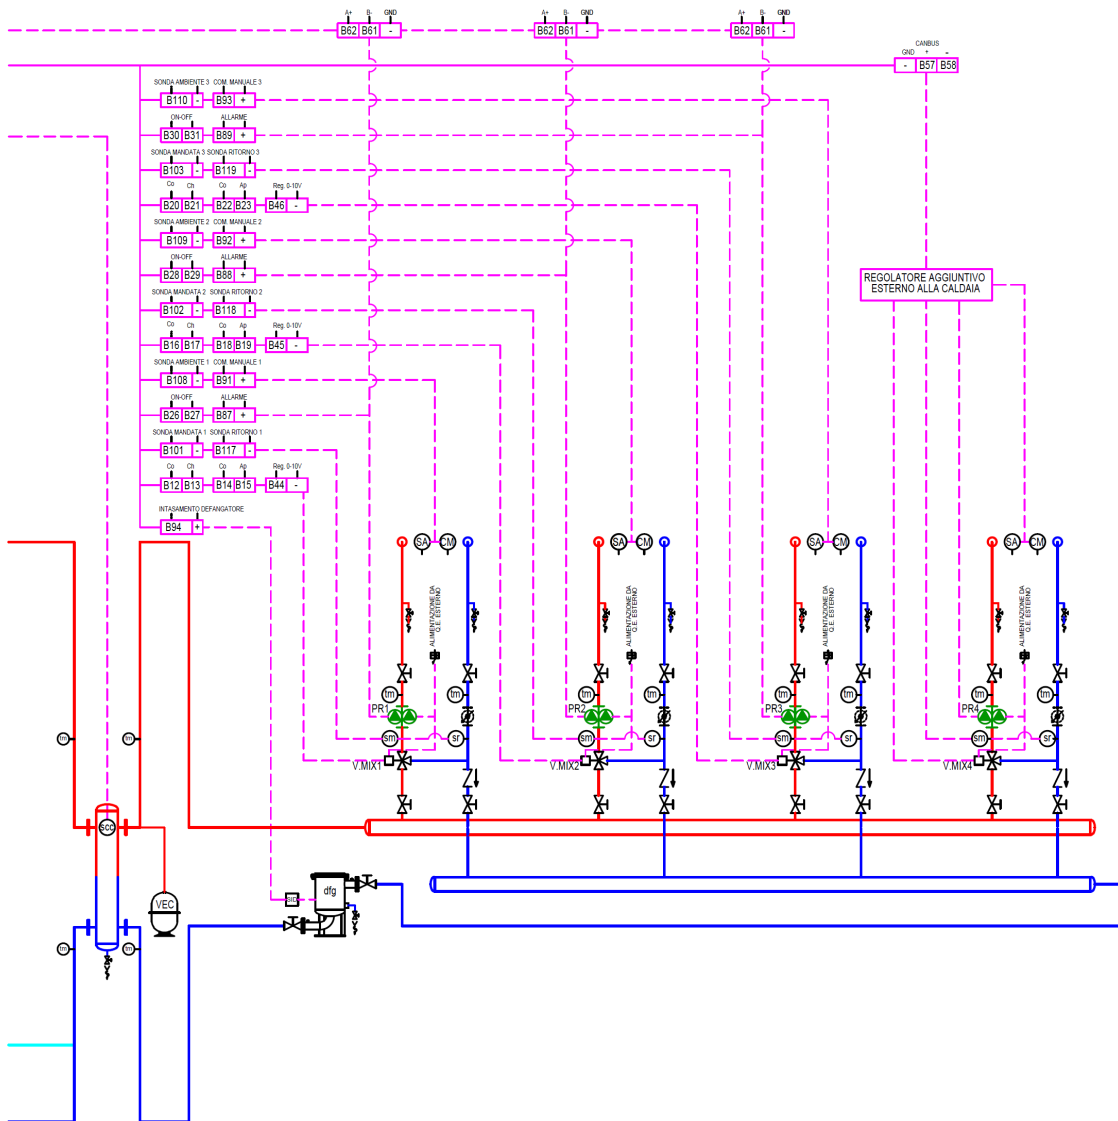 A+ B- GND
B62 B61 -
A+ B- GND
B62 B61 -
A+ B- GND
B62 B61 -
CANBUS
GND + -
- B57 B58
SONDA AMBIENTE 3 COM. MANUALE 3
B110 - B93 +
ON-OFF ALLARME
B30 B31 B89 +
SONDA MANDATA 3 SONDA RITORNO 3
B103 - B119 -
Co Ch Co Ap Reg. 0-10V
B20 B21 B22 B23 B46 -
SONDA AMBIENTE 2 COM. MANUALE 2
B109 - B92 +
ON-OFF ALLARME
B28 B29 B88 +
SONDA MANDATA 2 SONDA RITORNO 2
B102 - B118 -
Co Ch Co Ap Reg. 0-10V
B16 B17 B18 B19 B45 -
SONDA AMBIENTE 1 COM. MANUALE 1
B108 - B91 +
ON-OFF ALLARME
B26 B27 B87 +
SONDA MANDATA 1 SONDA RITORNO 1
B101 - B117 -
Co Ch Co Ap Reg. 0-10V
B12 B13 B14 B15 B44 -
INTASAMENTO DEFANGATORE
B94 +
REGOLATORE AGGIUNTIVO
ESTERNO ALLA CALDAIA
SA CM
SA CM
SA CM
SA CM
ALIMENTAZIONE DA
Q.E. ESTERNO
ALIMENTAZIONE DA
Q.E. ESTERNO
ALIMENTAZIONE DA
Q.E. ESTERNO
ALIMENTAZIONE DA
Q.E. ESTERNO
tm tm
tm tm
tm tm
tm tm
PR1
PR2
PR3
PR4
tm tm
sm sr
sm sr
sm sr
sm sr
V.MIX1
V.MIX2
V.MIX3
V.MIX4
scc
VEC
SID
dfg
tm tm